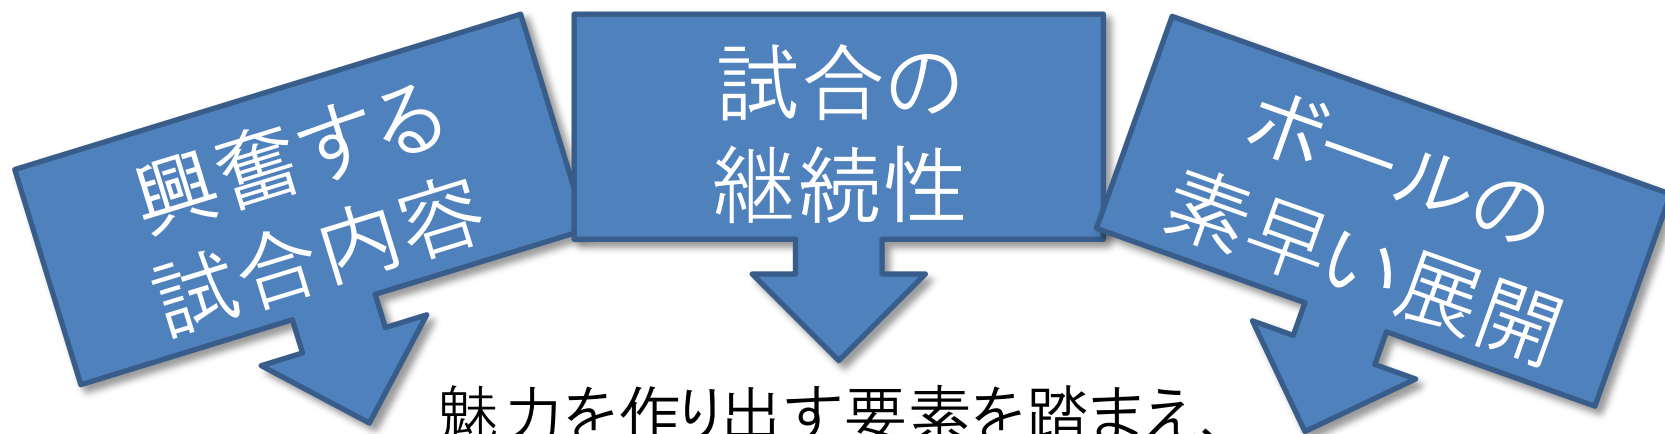 興奮する
試合内容
試合の
継続性
ボールの
素早い展開
魅力を作り出す要素を踏まえ、